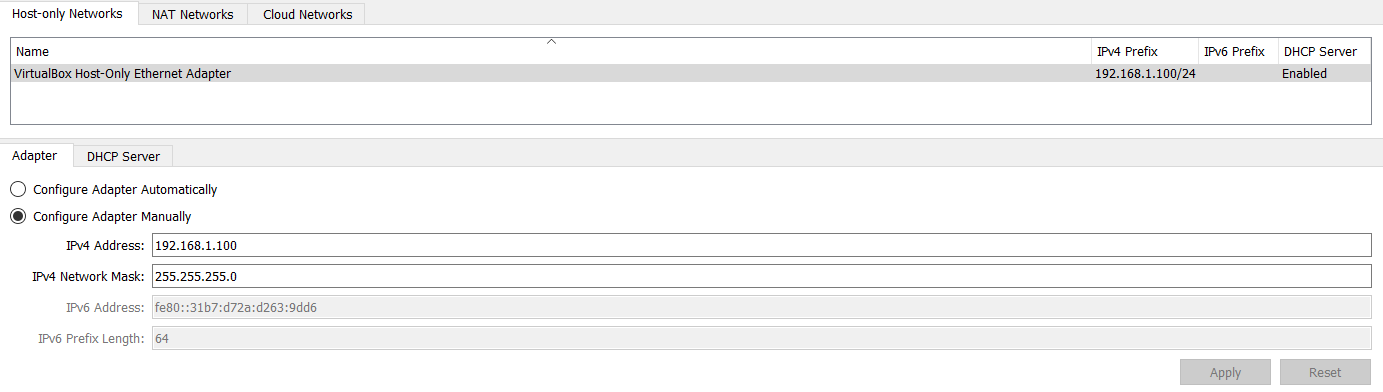 Host-only Networks NAT Networks Cloud Networks
Name IPv4 Prefix IPv6 Prefix DHCP Server
VirtualBox Host-Only Ethernet Adapter 192.168.1.100/24 Enabled
Adapter DHCP Server
Configure Adapter Automatically
Configure Adapter Manually
IPv4 Address: 192.168.1.100
IPv4 Network Mask: 255.255.255.0
IPv6 Address: fe80::31b7:d72a:d263:9dd6
IPv6 Prefix Length: 64
Apply Reset